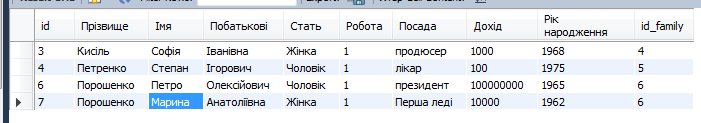 id Прізвище Імя Побатькові Стать Робота Посада Дохід Рік народження id_family
3 Кисіль Софія Іванівна Жінка 1 продюсер 1000 1968 4
4 Петренко Степан Ігорович Чоловік 1 лікар 100 1975 5
6 Порошенко Петро Олексійович Чоловік 1 президент 100000000 1965 6
7 Порошенко Марина Анатоліївна Жінка 1 Перша леді 10000 1962 6